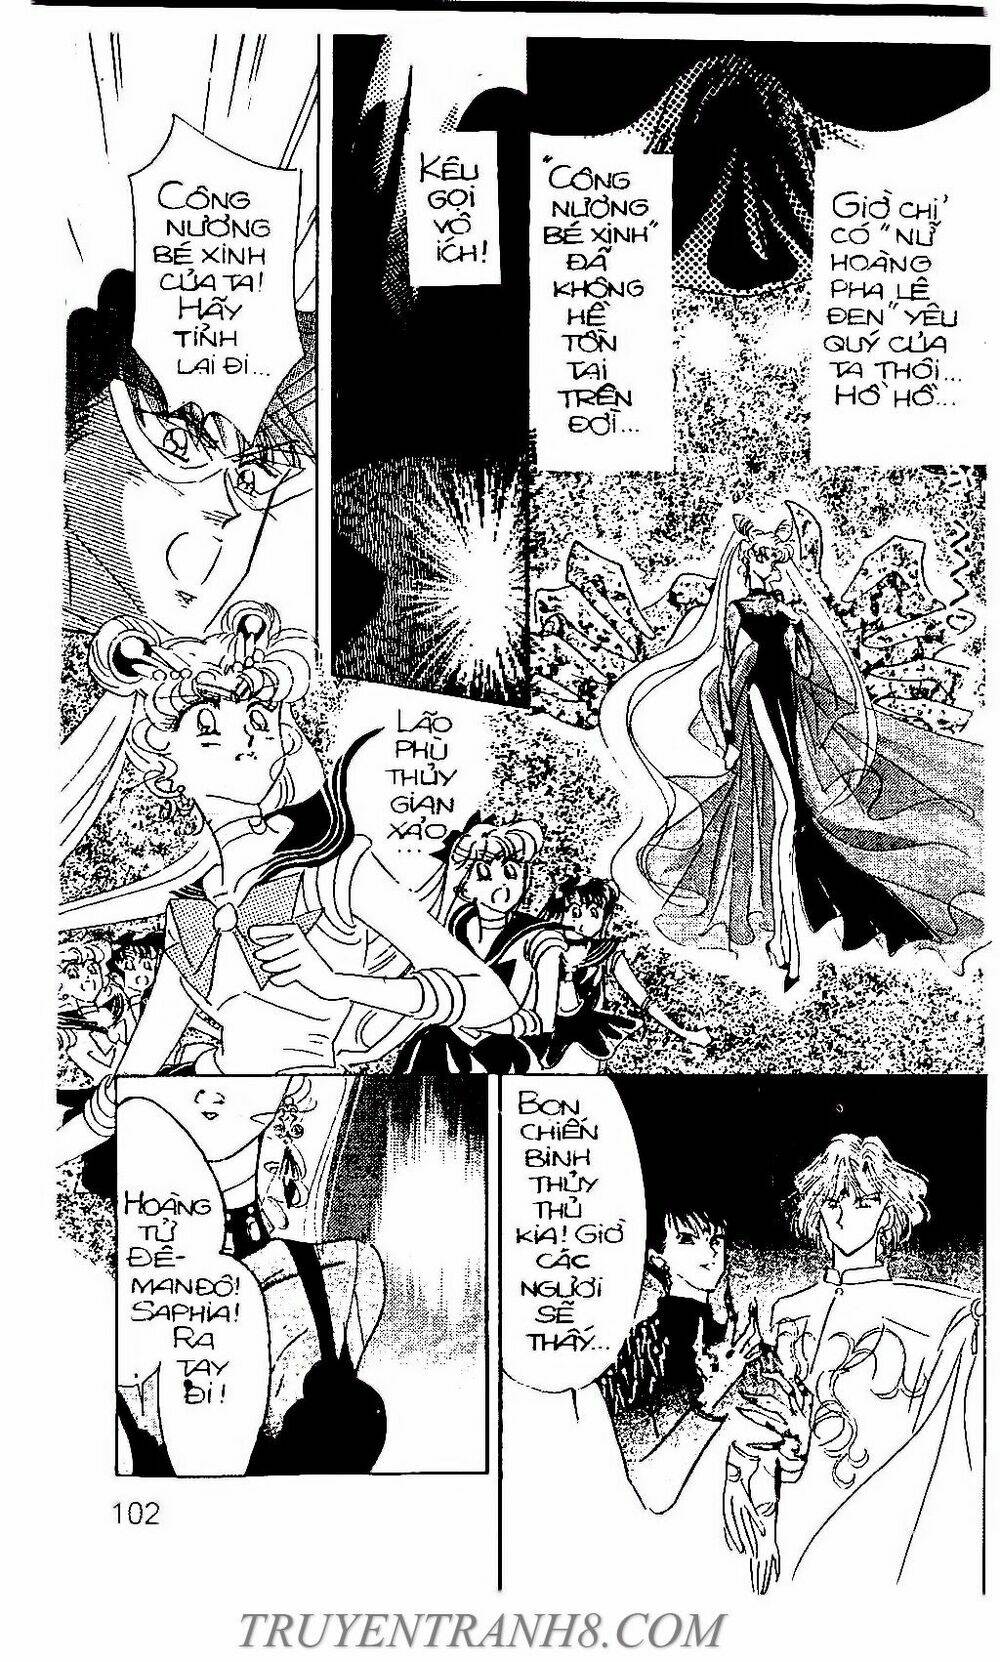 CÔNG
NƯƠNG
BÉ XINH
CỦA TA!
HÃY
TỈNH
LẠI ĐI...
KÊU
GỌI
VÔ
ÍCH!
"CÔNG
NƯƠNG
BÉ XỊNH"
ĐÃ
KHÔNG
HỀ
TỒN
TẠI
TRÊN
ĐỜI...
GIỜ CHỈ
CÓ "NỮ
HOÀNG
PHA LÊ
ĐEN" YÊU
QUÝ CỦA
TA THÔI...
HỒ HỒ...
LÃO
PHÙ
THỦY
GIAN
XẢO
...
HOÀNG
TỬ
ĐÊ-
MANĐÔ!
SAPHIA!
RA
TAY
ĐI!
BỌN
CHIẾN
BINH
THỦY
THỦ
KIA! GIỜ
CÁC
NGƯƠI
SẼ
THẤY...
102
TRUYENTRANH8.COM